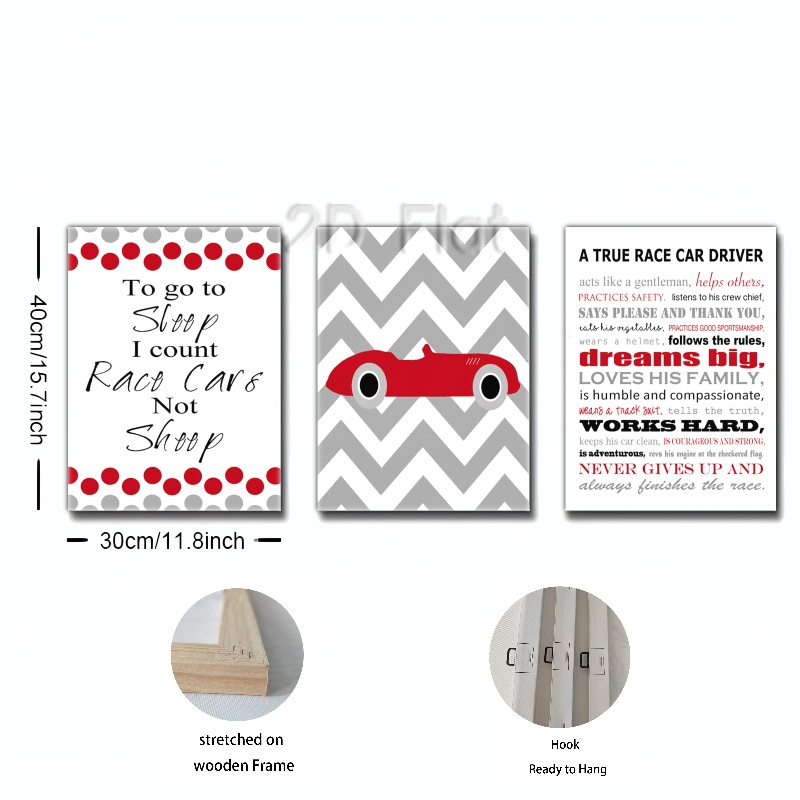 2D Flat
To go to
Sleep
I count
Race Cars
Not
Sheep
A TRUE RACE CAR DRIVER
acts like a gentleman, helps others,
PRACTICES SAFETY. listens to his crew chief,
SAYS PLEASE AND THANK YOU,
eats his vegetables, PRACTICES GOOD SPORTSMANSHIP,
wears a helmet, follows the rules,
dreams big,
LOVES HIS FAMILY,
is humble and compassionate,
wears a track suit, tells the truth,
WORKS HARD,
keeps his car clean, IS COURAGEOUS AND STRONG,
is adventurous, revs his engine at the checkered flag.
NEVER GIVES UP AND
always finishes the race.
40cm/15.7inch
30cm/11.8inch
stretched on
wooden Frame
Hook
Ready to Hang